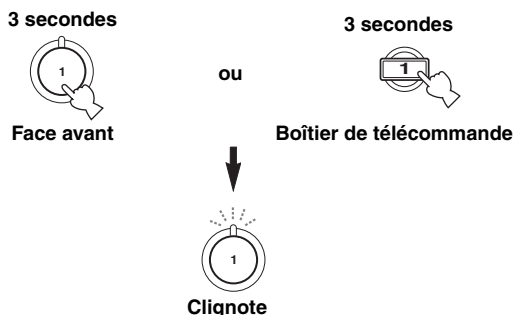 3 secondes
1
Face avant
ou
3 secondes
1
Boîtier de télécommande
1
Clignote